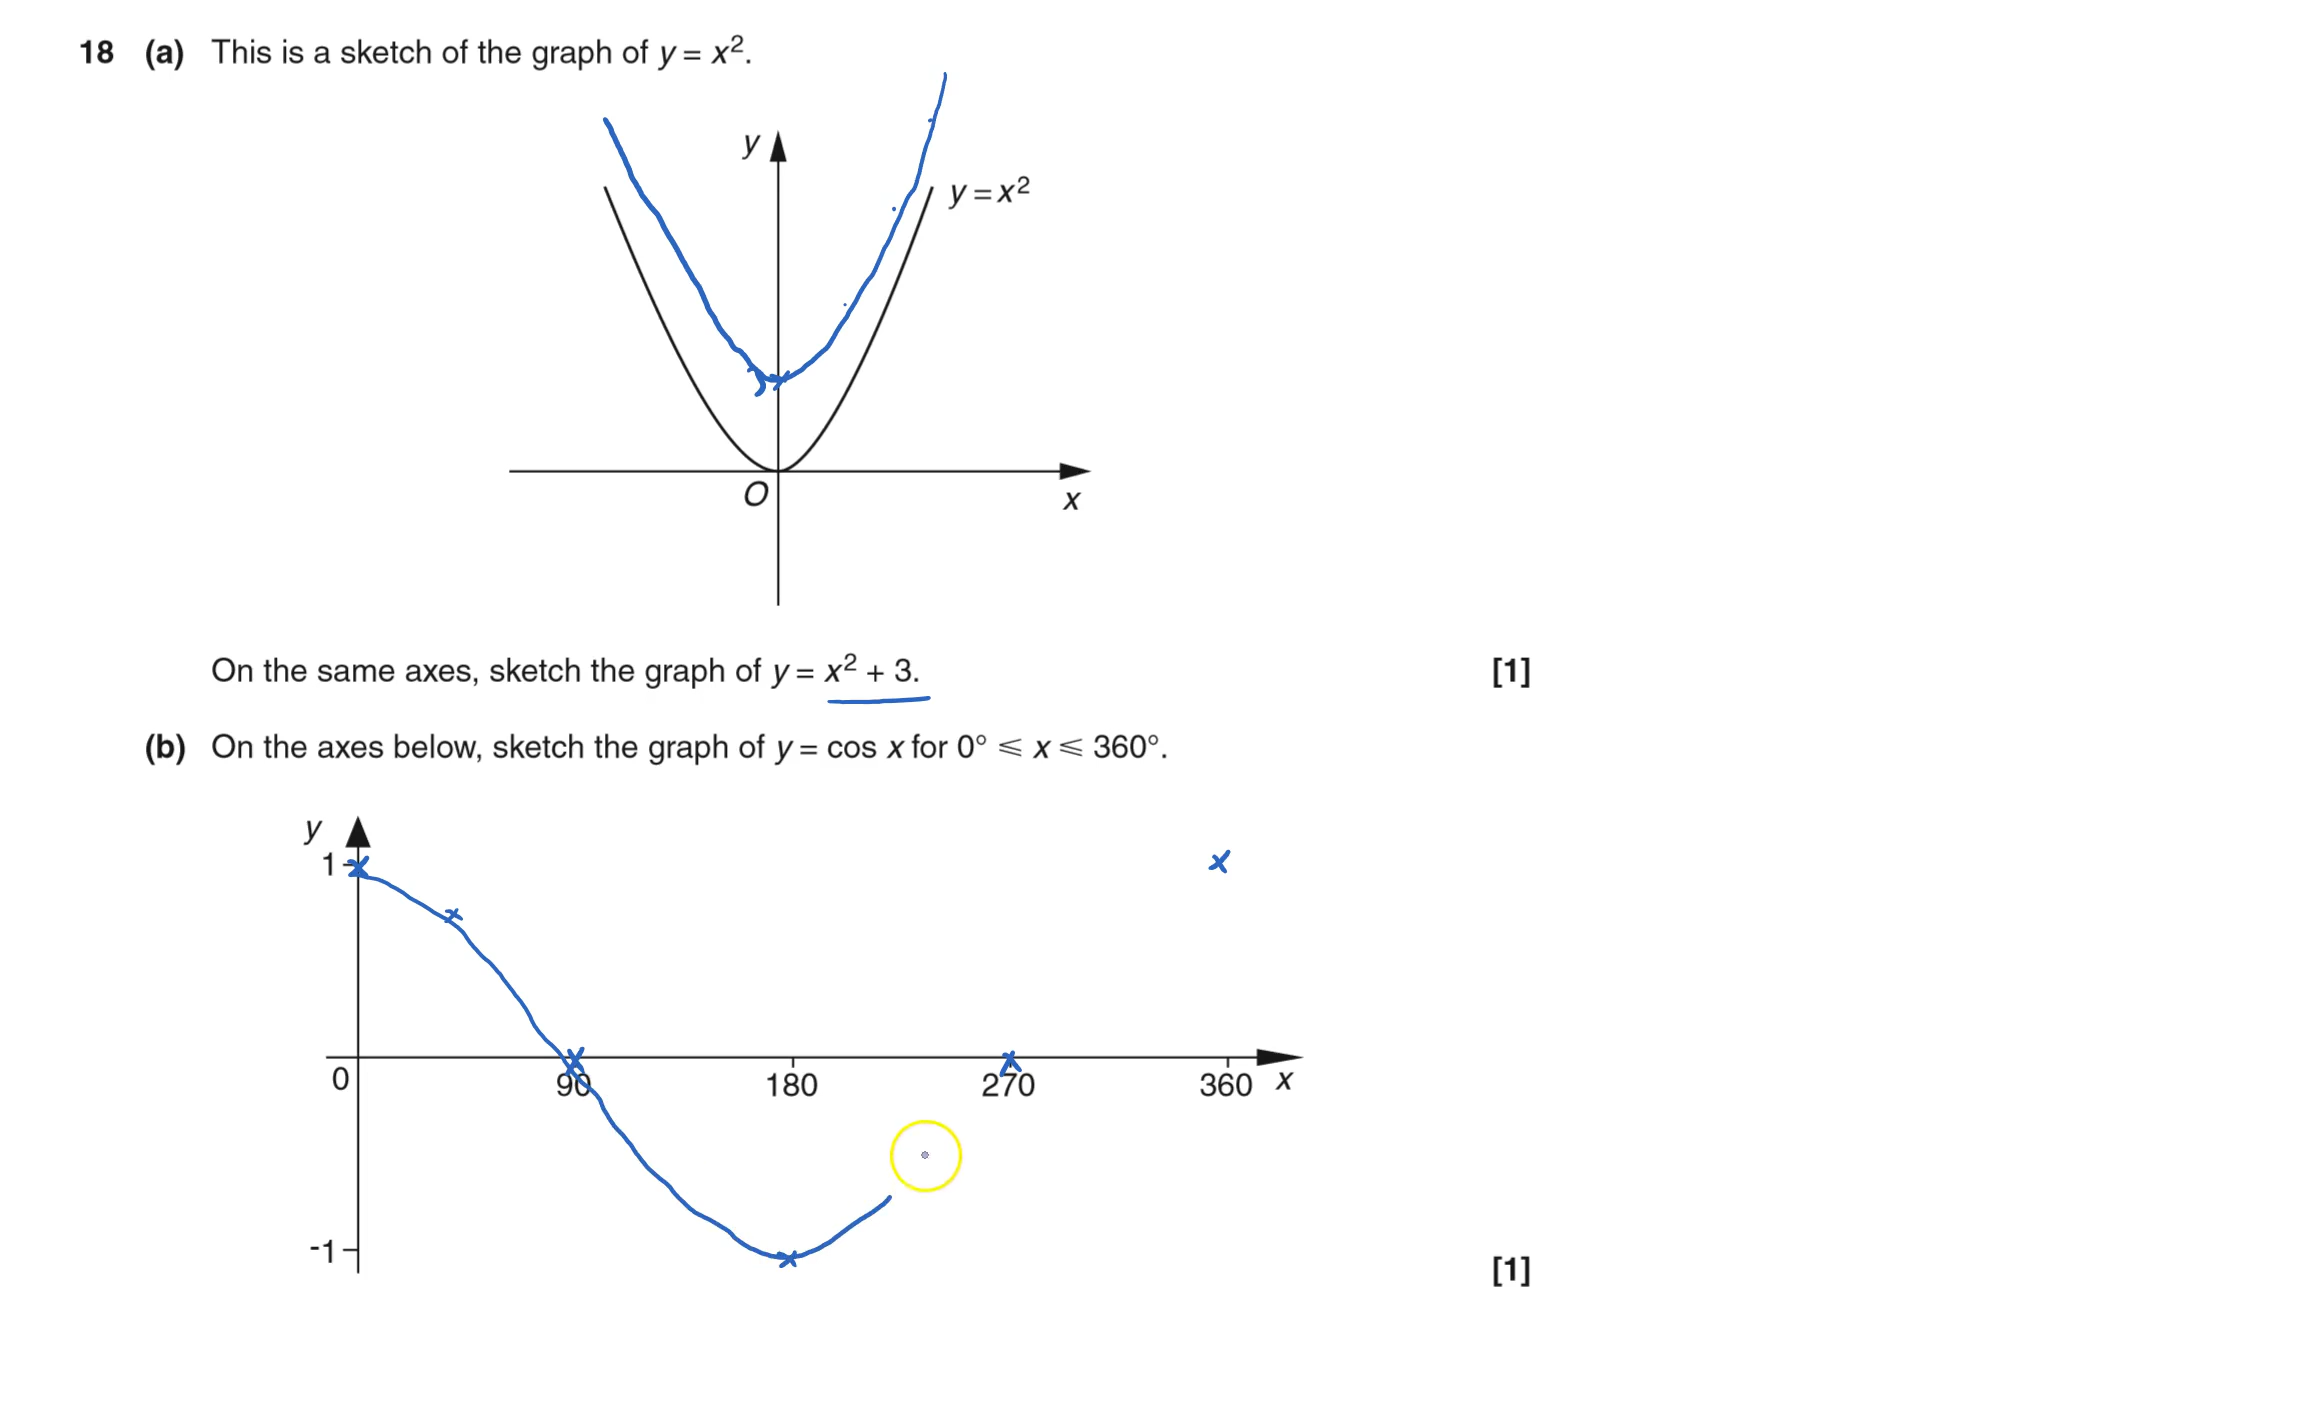 18 (a) This is a sketch of the graph of y = x².
y
y = x²
O
x
On the same axes, sketch the graph of y = x² + 3.
[1]
(b) On the axes below, sketch the graph of y = cos x for 0° ⩽ x ⩽ 360°.
y
1
0
90
180
270
360
x
-1
[1]